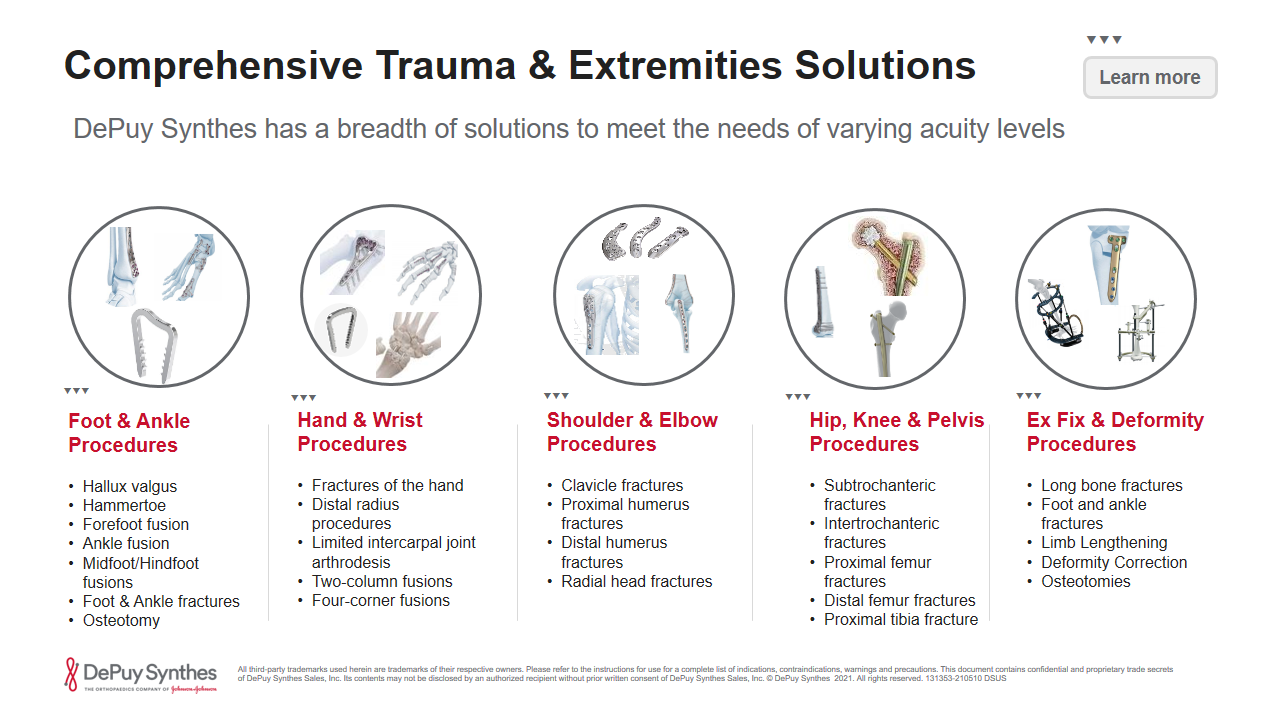 Comprehensive Trauma & Extremities Solutions
Learn more
DePuy Synthes has a breadth of solutions to meet the needs of varying acuity levels
Foot & Ankle
Procedures
• Hallux valgus
• Hammertoe
• Forefoot fusion
• Ankle fusion
• Midfoot/Hindfoot
fusions
• Foot & Ankle fractures
• Osteotomy
Hand & Wrist
Procedures
• Fractures of the hand
• Distal radius
procedures
• Limited intercarpal joint
arthrodesis
• Two-column fusions
• Four-corner fusions
Shoulder & Elbow
Procedures
• Clavicle fractures
• Proximal humerus
fractures
• Distal humerus
fractures
• Radial head fractures
Hip, Knee & Pelvis
Procedures
• Subtrochanteric
fractures
• Intertrochanteric
fractures
• Proximal femur
fractures
• Distal femur fractures
• Proximal tibia fracture
Ex Fix & Deformity
Procedures
• Long bone fractures
• Foot and ankle
fractures
• Limb Lengthening
• Deformity Correction
• Osteotomies
DePuy Synthes
THE ORTHOPAEDICS COMPANY OF Johnson & Johnson
All third-party trademarks used herein are trademarks of their respective owners. Please refer to the instructions for use for a complete list of indications, contraindications, warnings and precautions. This document contains confidential and proprietary trade secrets
of DePuy Synthes Sales, Inc. Its contents may not be disclosed by an authorized recipient without prior written consent of DePuy Synthes Sales, Inc. © DePuy Synthes 2021. All rights reserved. 131353-210510 DSUS